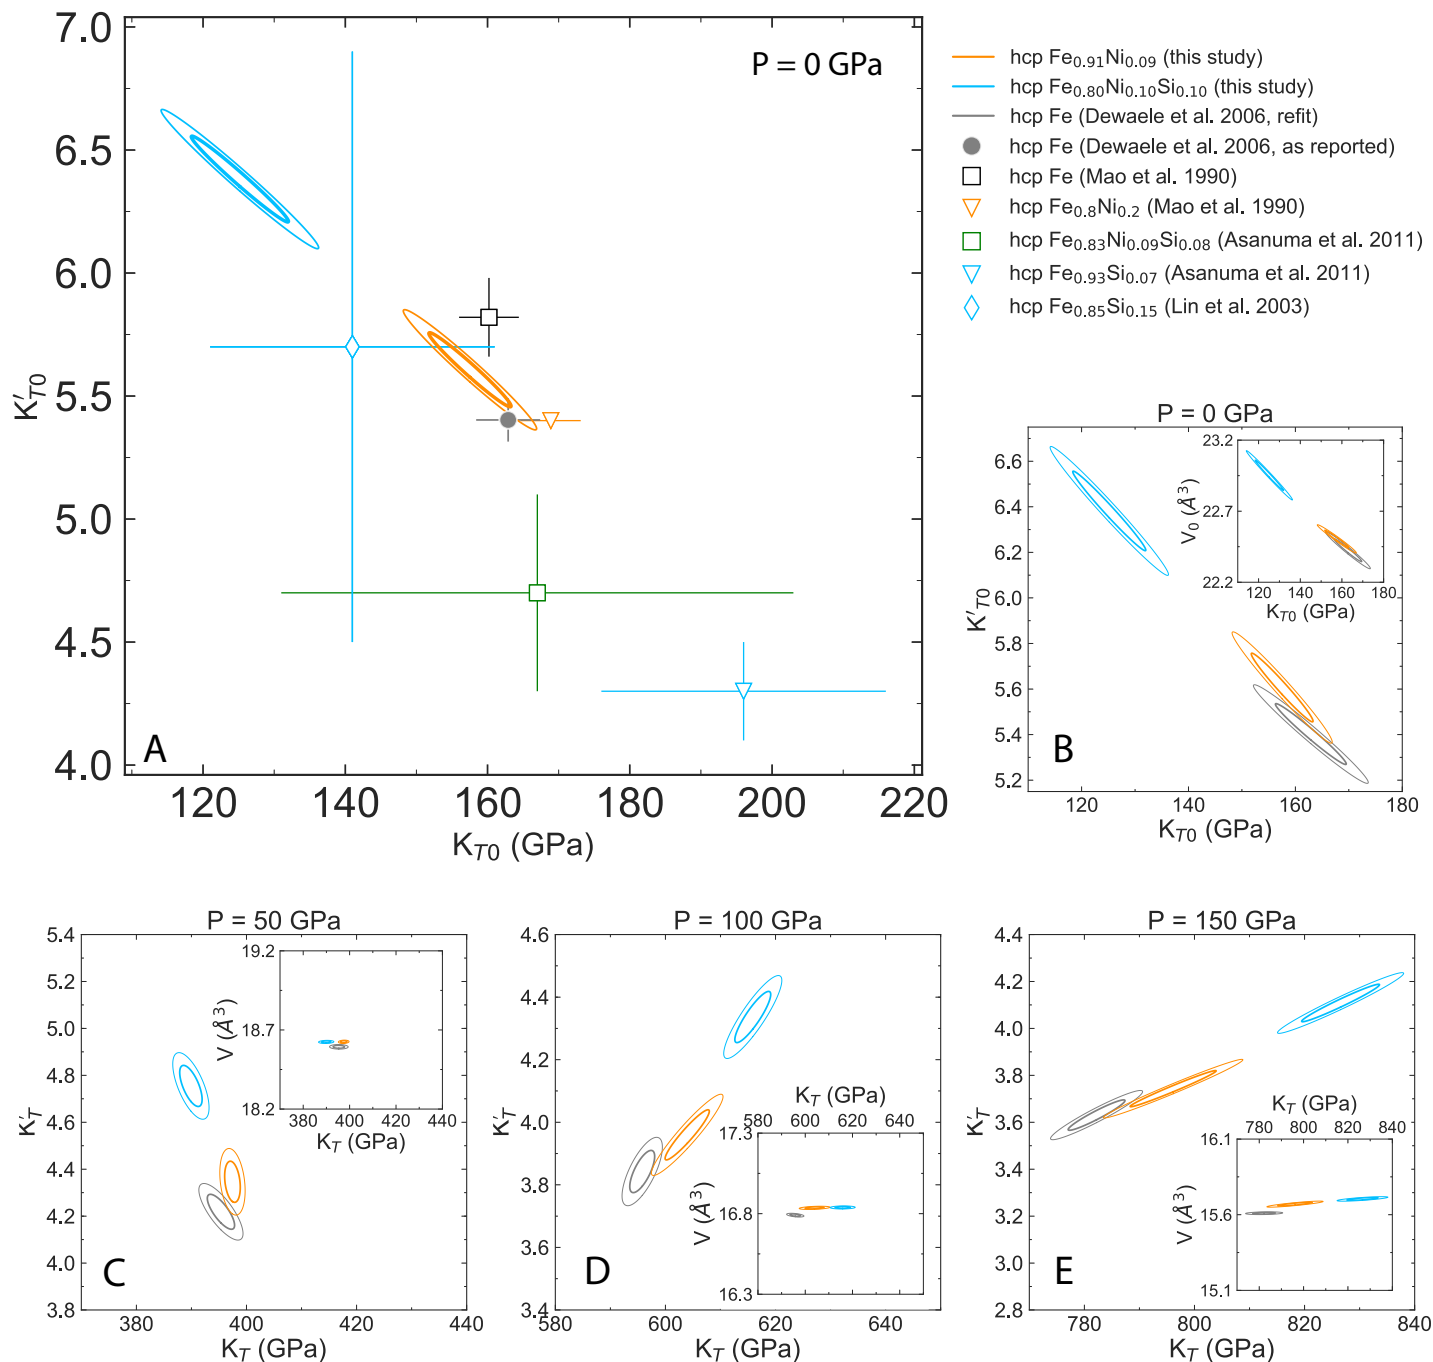 P = 0 GPa
7.0
6.5
6.0
5.5
5.0
4.5
4.0
K′T0
A
120 140 160 180 200 220
KT0 (GPa)
hcp Fe0.91Ni0.09 (this study)
hcp Fe0.80Ni0.10Si0.10 (this study)
hcp Fe (Dewaele et al. 2006, refit)
hcp Fe (Dewaele et al. 2006, as reported)
hcp Fe (Mao et al. 1990)
hcp Fe0.8Ni0.2 (Mao et al. 1990)
hcp Fe0.83Ni0.09Si0.08 (Asanuma et al. 2011)
hcp Fe0.93Si0.07 (Asanuma et al. 2011)
hcp Fe0.85Si0.15 (Lin et al. 2003)
P = 0 GPa
6.6
6.4
6.2
6.0
5.8
5.6
5.4
5.2
K′T0
B
120 140 160 180
KT0 (GPa)
23.2
22.7
22.2
V0 (Å3)
120 140 160 180
KT0 (GPa)
P = 50 GPa
5.4
5.2
5.0
4.8
4.6
4.4
4.2
4.0
3.8
K′T
C
380 400 420 440
KT (GPa)
19.2
18.7
18.2
V (Å3)
380 400 420 440
KT (GPa)
P = 100 GPa
4.6
4.4
4.2
4.0
3.8
3.6
3.4
K′T
D
580 600 620 640
KT (GPa)
KT (GPa)
580 600 620 640
17.3
16.8
16.3
V (Å3)
P = 150 GPa
4.4
4.2
4.0
3.8
3.6
3.4
3.2
3.0
2.8
K′T
E
780 800 820 840
KT (GPa)
KT (GPa)
780 800 820 840
16.1
15.6
15.1
V (Å3)